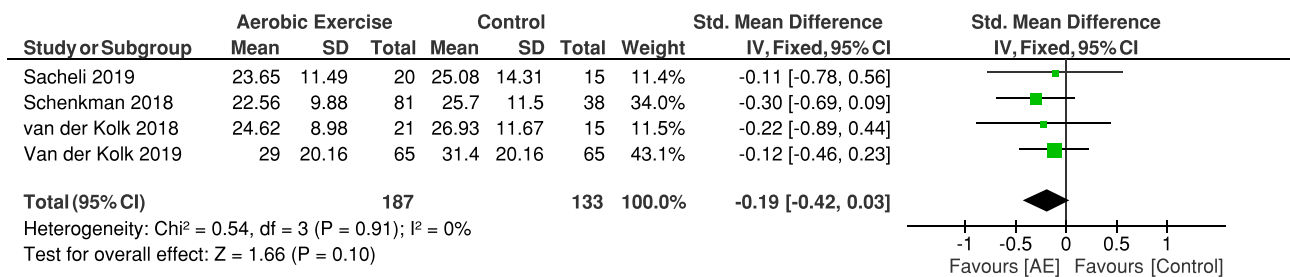 Aerobic Exercise Control Std. Mean Difference Std. Mean Difference
Study or Subgroup Mean SD Total Mean SD Total Weight IV, Fixed, 95% CI IV, Fixed, 95% CI
Sacheli 2019 23.65 11.49 20 25.08 14.31 15 11.4% -0.11 [-0.78, 0.56]
Schenkman 2018 22.56 9.88 81 25.7 11.5 38 34.0% -0.30 [-0.69, 0.09]
van der Kolk 2018 24.62 8.98 21 26.93 11.67 15 11.5% -0.22 [-0.89, 0.44]
Van der Kolk 2019 29 20.16 65 31.4 20.16 65 43.1% -0.12 [-0.46, 0.23]
Total (95% CI) 187 133 100.0% -0.19 [-0.42, 0.03]
Heterogeneity: Chi² = 0.54, df = 3 (P = 0.91); I² = 0%
Test for overall effect: Z = 1.66 (P = 0.10)
-1 -0.5 0 0.5 1
Favours [AE] Favours [Control]